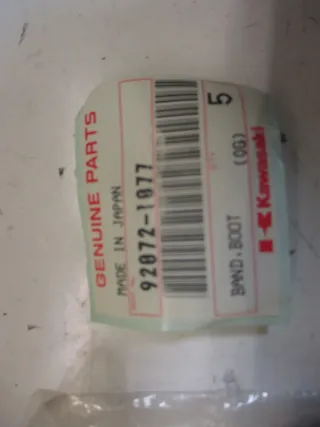 GENUINE PARTS
MADE IN JAPAN
92072-1077
5
BAND,BOOT (OG)
Kawasaki